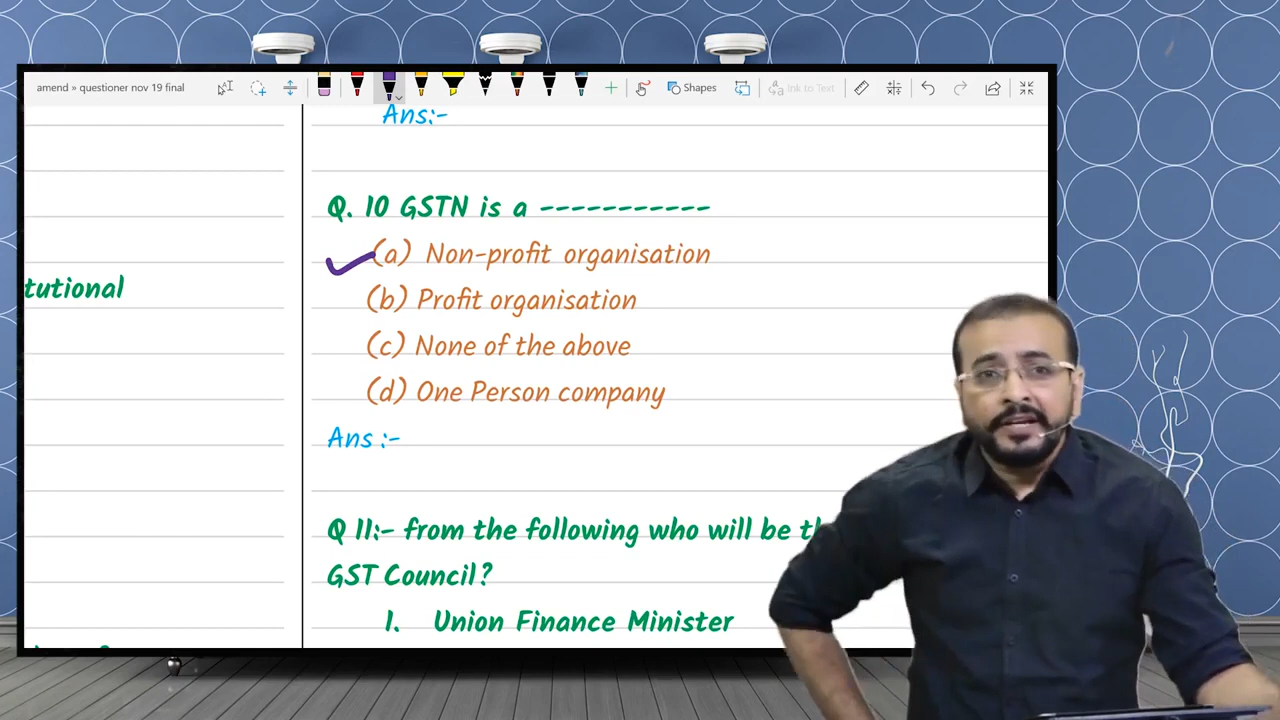 amend » questioner nov 19 final
Shapes
Ink to Text
Ans:-
Q. 10 GSTN is a -----------
(a) Non-profit organisation
(b) Profit organisation
(c) None of the above
(d) One Person company
Ans :-
tutional
Q 11:- from the following who will be
GST Council?
1. Union Finance Minister